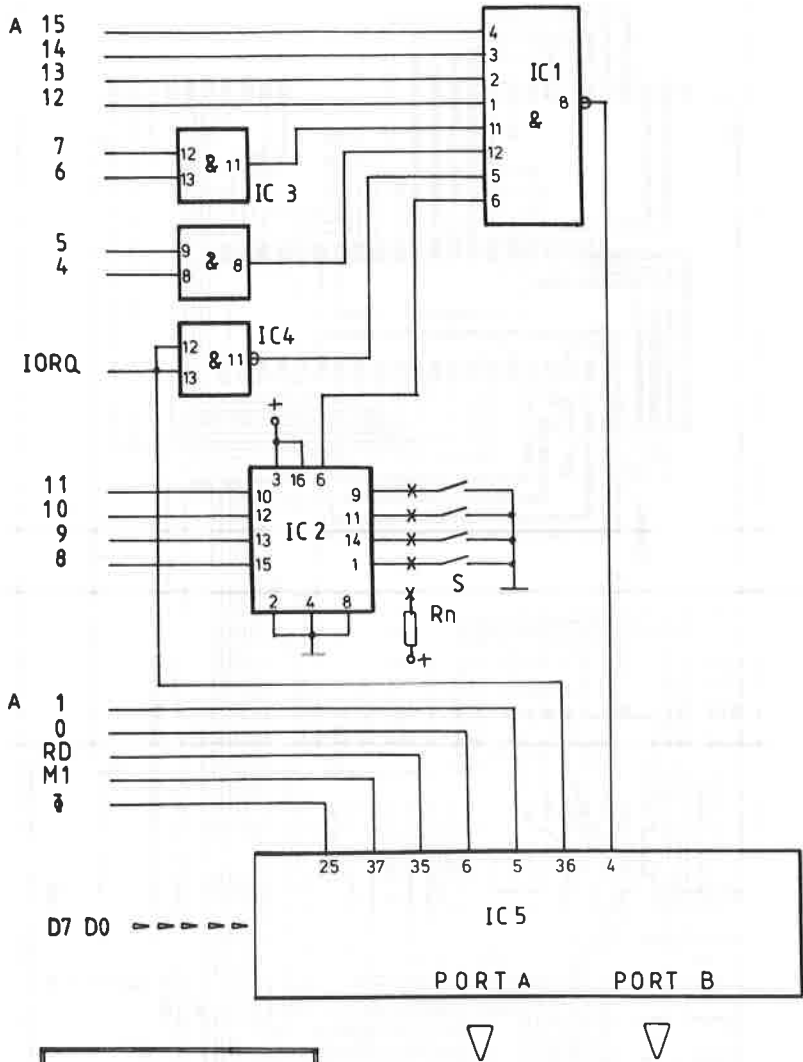 A 15
14
13
12
4
3
2
1
11
12
5
6
IC1
&
8
7
6
12
13
& 11
IC 3
5
4
9
8
& 8
IORQ
12
13
& 11
IC4
+
3 16 6
11
10
9
8
10
12
13
15
IC 2
9
11
14
1
2 4 8
S
Rn
+
A 1
0
RD
M1
Φ
25 37 35 6 5 36 4
D7 D0
IC 5
PORT A PORT B